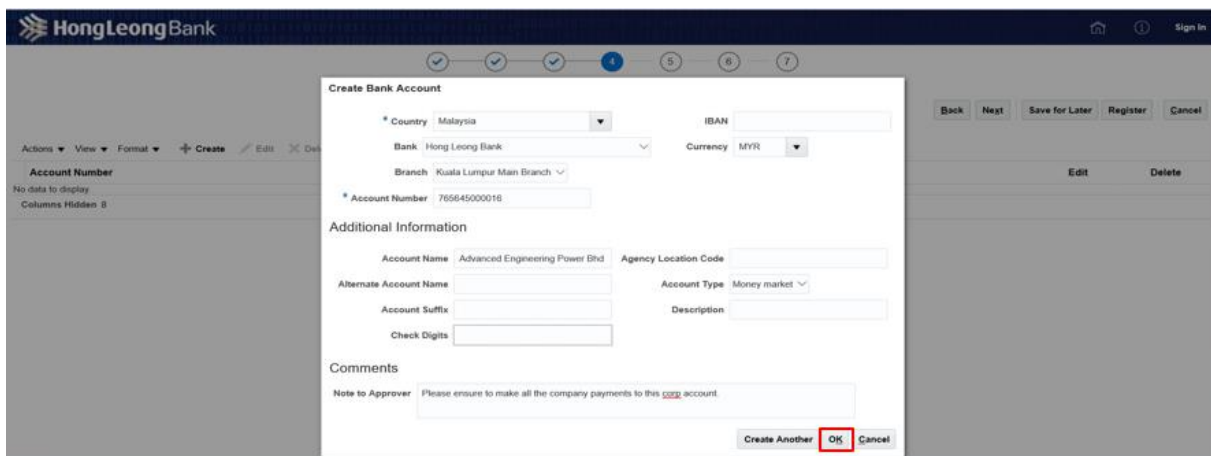 HongLeong Bank
Sign In
4 5 6 7
Create Bank Account
Back Next Save for Later Register Cancel
* Country Malaysia IBAN
Actions View Format Create Edit
Bank Hong Leong Bank Currency MYR
Branch Kuala Lumpur Main Branch
Account Number Edit Delete
No data to display
* Account Number 765645000016
Columns Hidden 8
Additional Information
Account Name Advanced Engineering Power Bhd Agency Location Code
Alternate Account Name Account Type Money market
Account Suffix Description
Check Digits
Comments
Note to Approver Please ensure to make all the company payments to this corp account.
Create Another OK Cancel